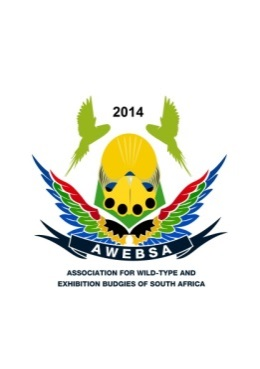 2014
AWEBSA
ASSOCIATION FOR WILD-TYPE AND
EXHIBITION BUDGIES OF SOUTH AFRICA